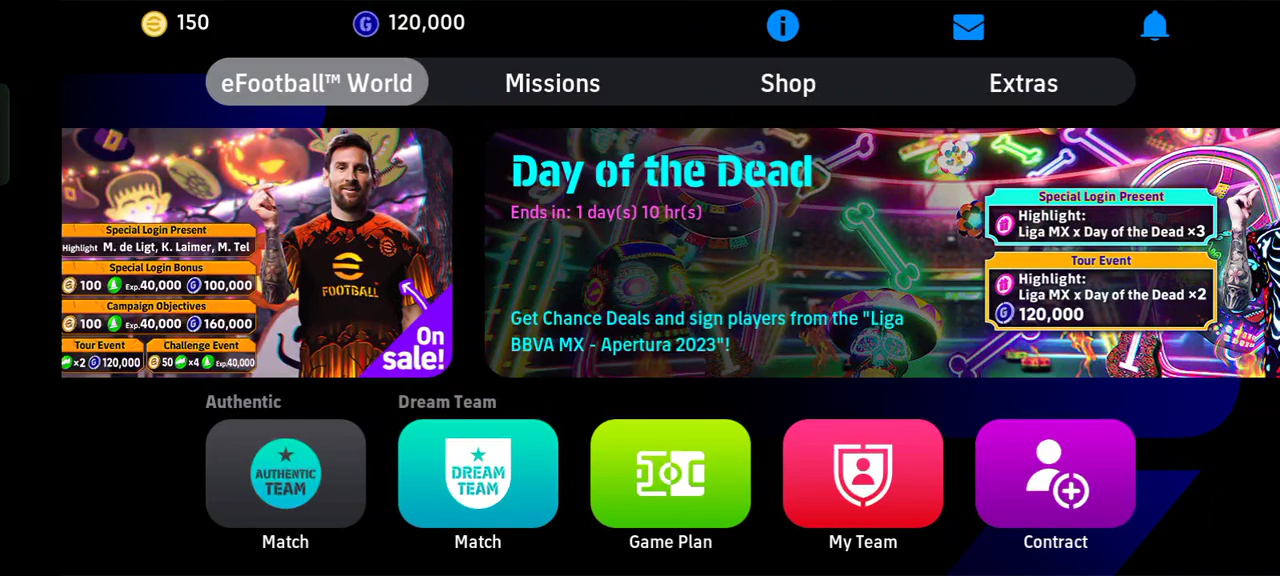 150
120,000
eFootball™ World
Missions
Shop
Extras
Special Login Present
Highlight M. de Ligt, K. Laimer, M. Tel
Special Login Bonus
100 Exp.40,000 G 100,000
Campaign Objectives
100 Exp.40,000 G 160,000
Tour Event
×2 G 120,000
Challenge Event
50 ×4 Exp.40,000
FOOTBALL
On
sale!
Day of the Dead
Ends in: 1 day(s) 10 hr(s)
Get Chance Deals and sign players from the "Liga
BBVA MX - Apertura 2023"!
Special Login Present
Highlight:
Liga MX x Day of the Dead ×3
Tour Event
Highlight:
Liga MX x Day of the Dead ×2
G 120,000
Authentic
Dream Team
AUTHENTIC
TEAM
DREAM
TEAM
Match
Match
Game Plan
My Team
Contract